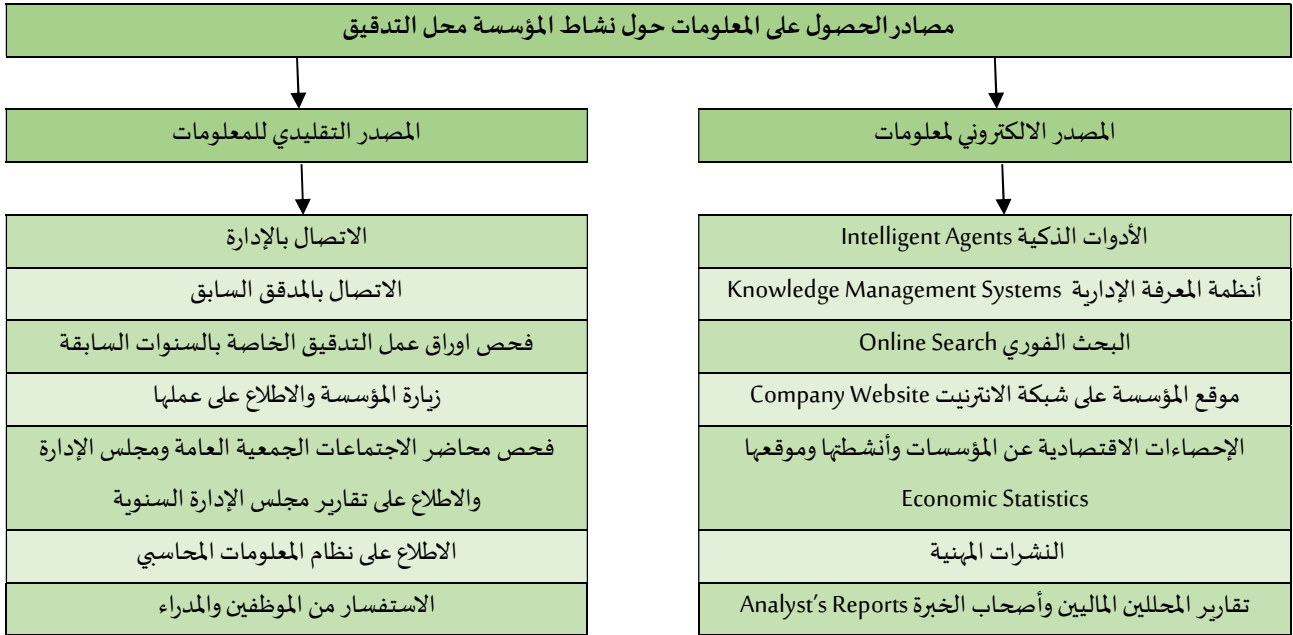 مصادر الحصول على المعلومات حول نشاط المؤسسة محل التدقيق
المصدر الالكتروني لمعلومات
الأدوات الذكية Intelligent Agents
أنظمة المعرفة الإدارية Knowledge Management Systems
البحث الفوري Online Search
موقع المؤسسة على شبكة الانترنيت Company Website
الإحصاءات الاقتصادية عن المؤسسات وأنشطتها وموقعها
Economic Statistics
النشرات المهنية
تقارير المحللين الماليين وأصحاب الخبرة Analyst’s Reports
المصدر التقليدي للمعلومات
الاتصال بالإدارة
الاتصال بالمدقق السابق
فحص اوراق عمل التدقيق الخاصة بالسنوات السابقة
زيارة المؤسسة والاطلاع على عملها
فحص محاضر الاجتماعات الجمعية العامة ومجلس الإدارة
والاطلاع على تقارير مجلس الإدارة السنوية
الاطلاع على نظام المعلومات المحاسبي
الاستفسار من الموظفين والمدراء